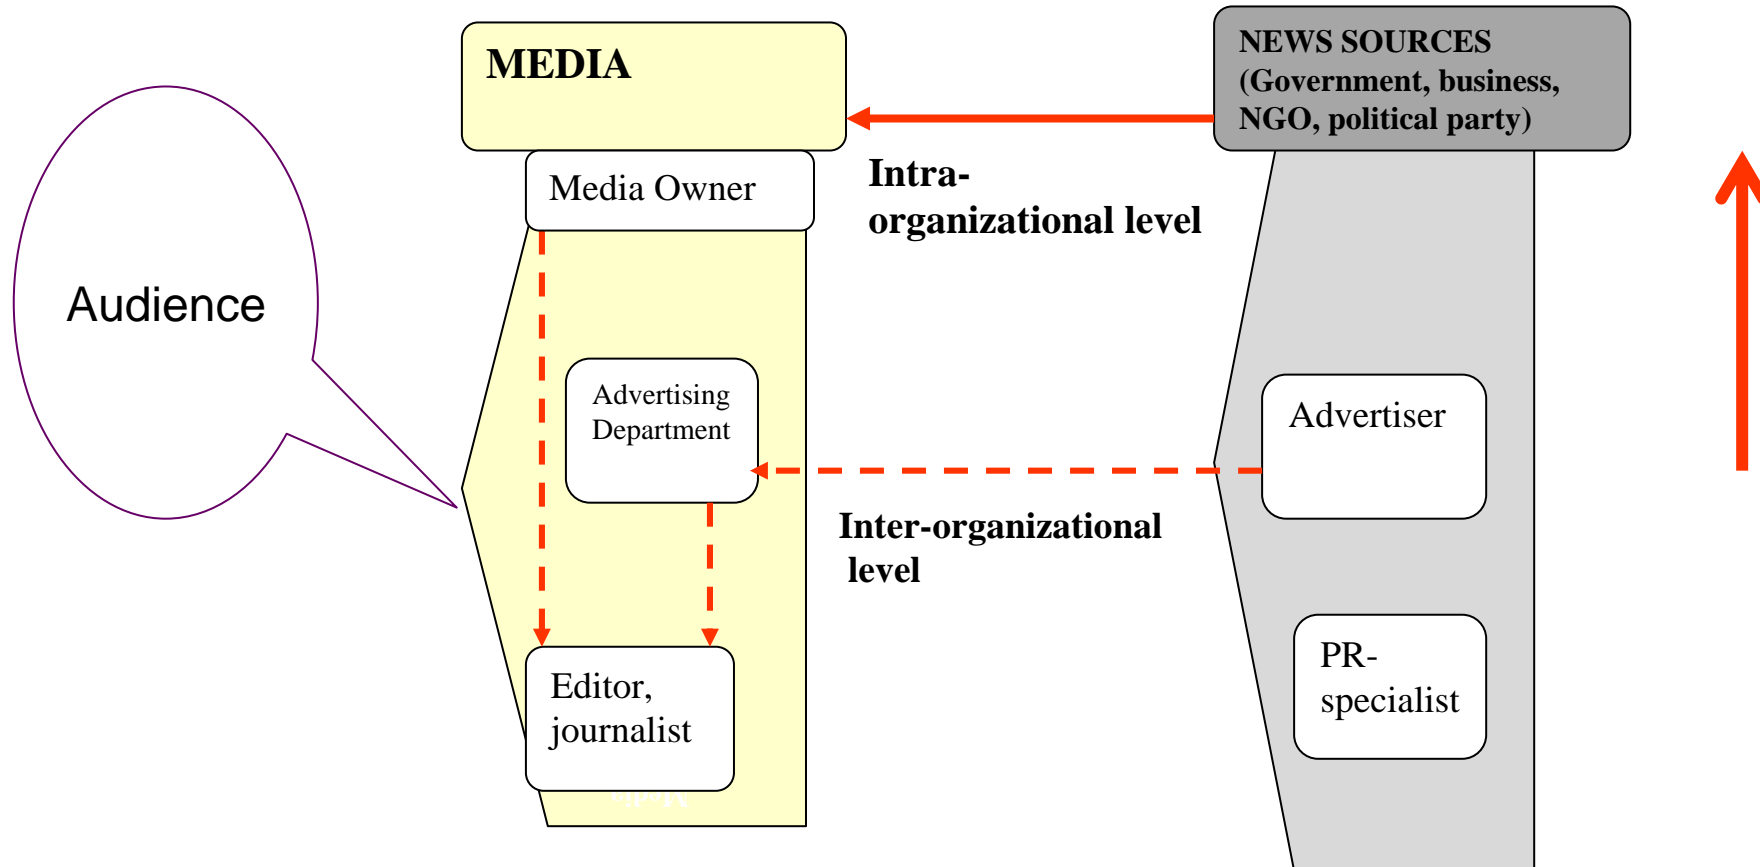 MEDIA
NEWS SOURCES
(Government, business,
NGO, political party)
Media Owner
Intra-
organizational level
Audience
Advertising
Department
Advertiser
Inter-organizational
level
Editor,
journalist
PR-
specialist
Media